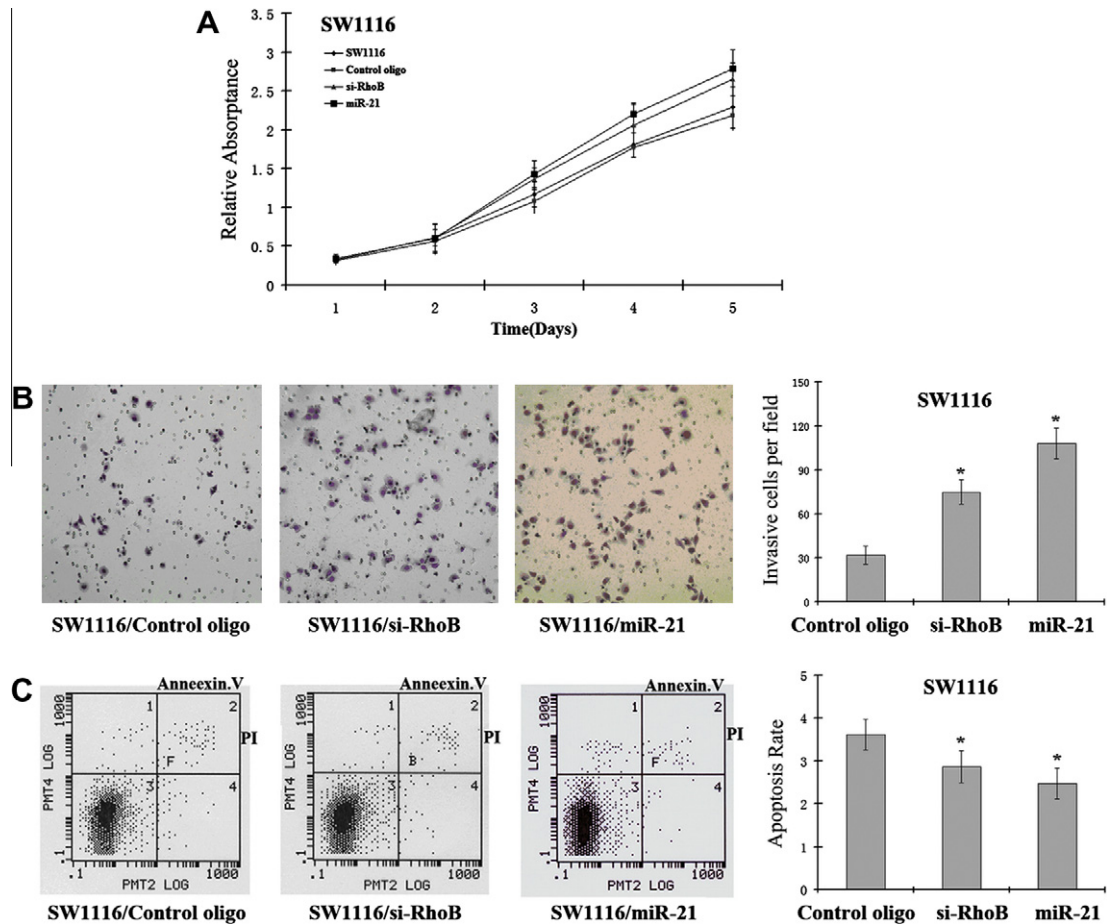 A
SW1116
SW1116
Control oligo
si-RhoB
miR-21
3.5
3
2.5
2
1.5
1
0.5
0
Relative Absorptance
1 2 3 4 5
Time(Days)
B
SW1116/Control oligo
SW1116/si-RhoB
SW1116/miR-21
SW1116
150
120
90
60
30
0
Invasive cells per field
* *
Control oligo si-RhoB miR-21
C
Anneexin.V
1 2
PI
F
3 4
PMT4 LOG
.1 1000
PMT2 LOG
.1 1000
SW1116/Control oligo
Anneexin.V
1 2
PI
B
3 4
PMT4 LOG
.1 1000
PMT2 LOG
.1 1000
SW1116/si-RhoB
Annexin.V
1 2
PI
F
3 4
PMT4 LOG
.1 1000
PMT2 LOG
.1 1000
SW1116/miR-21
SW1116
5
4
3
2
1
0
Apoptosis Rate
* *
Control oligo si-RhoB miR-21